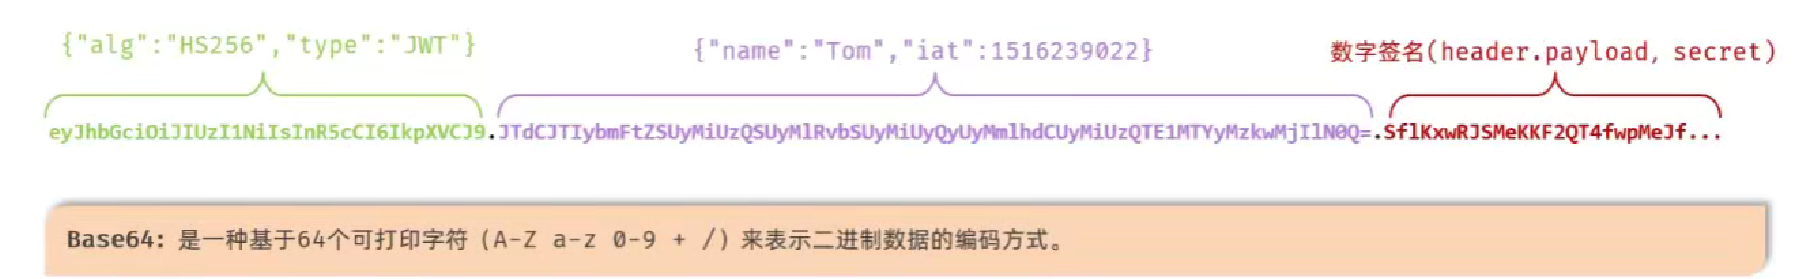 {"alg":"HS256","type":"JWT"}
{"name":"Tom","iat":1516239022}
数字签名(header.payload, secret)
eyJhbGciOiJIUzI1NiIsInR5cCI6IkpXVCJ9.JTdCJTIybmFtZSUyMiUzQSUyMlRvbSUyMiUyQyUyMmlhdCUyMiUzQTE1MTYyMzkwMjIlN0Q=.SflKxwRJSMeKKF2QT4fwpMeJf...
Base64: 是一种基于64个可打印字符 (A-Z a-z 0-9 + /) 来表示二进制数据的编码方式。